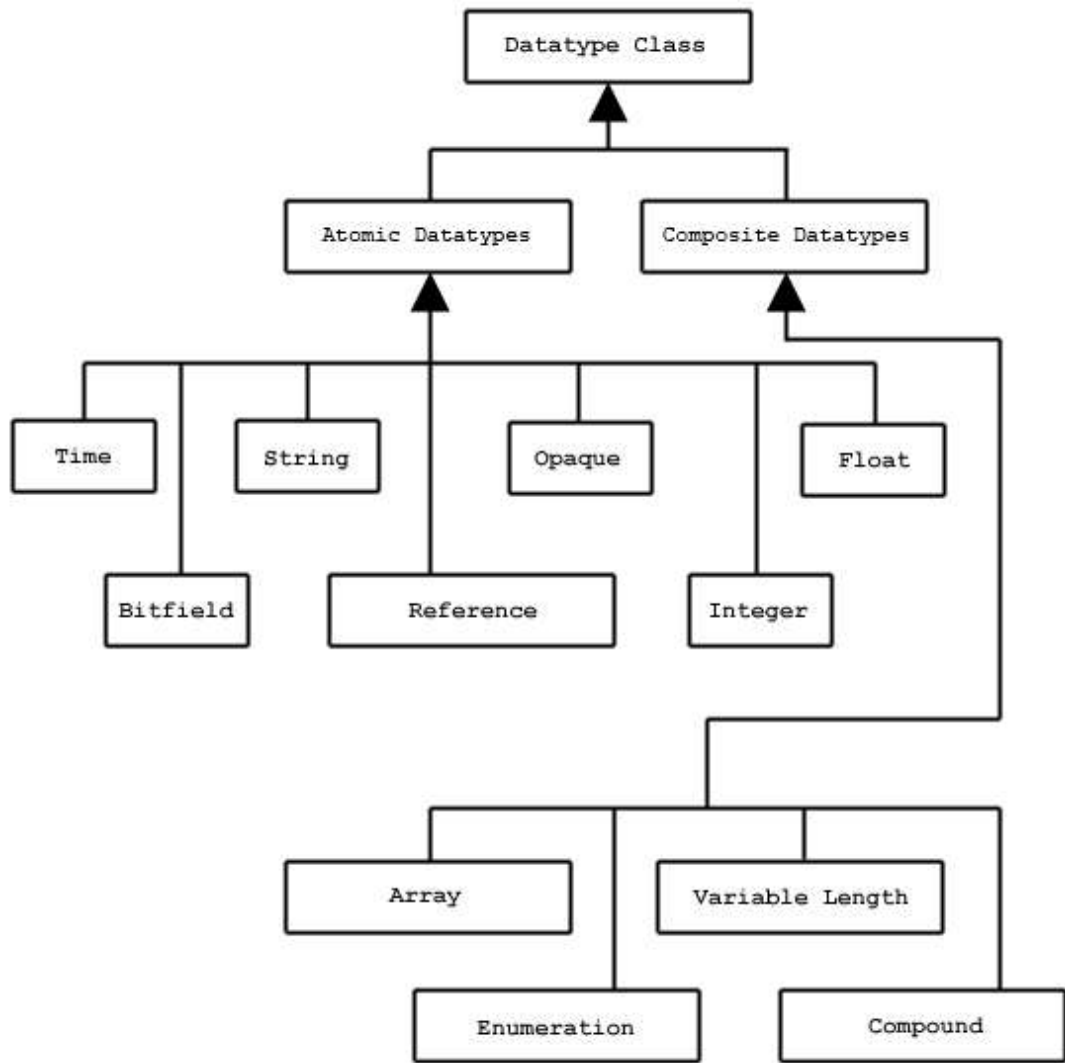 Datatype Class
Atomic Datatypes
Composite Datatypes
Time
String
Opaque
Float
Bitfield
Reference
Integer
Array
Variable Length
Enumeration
Compound